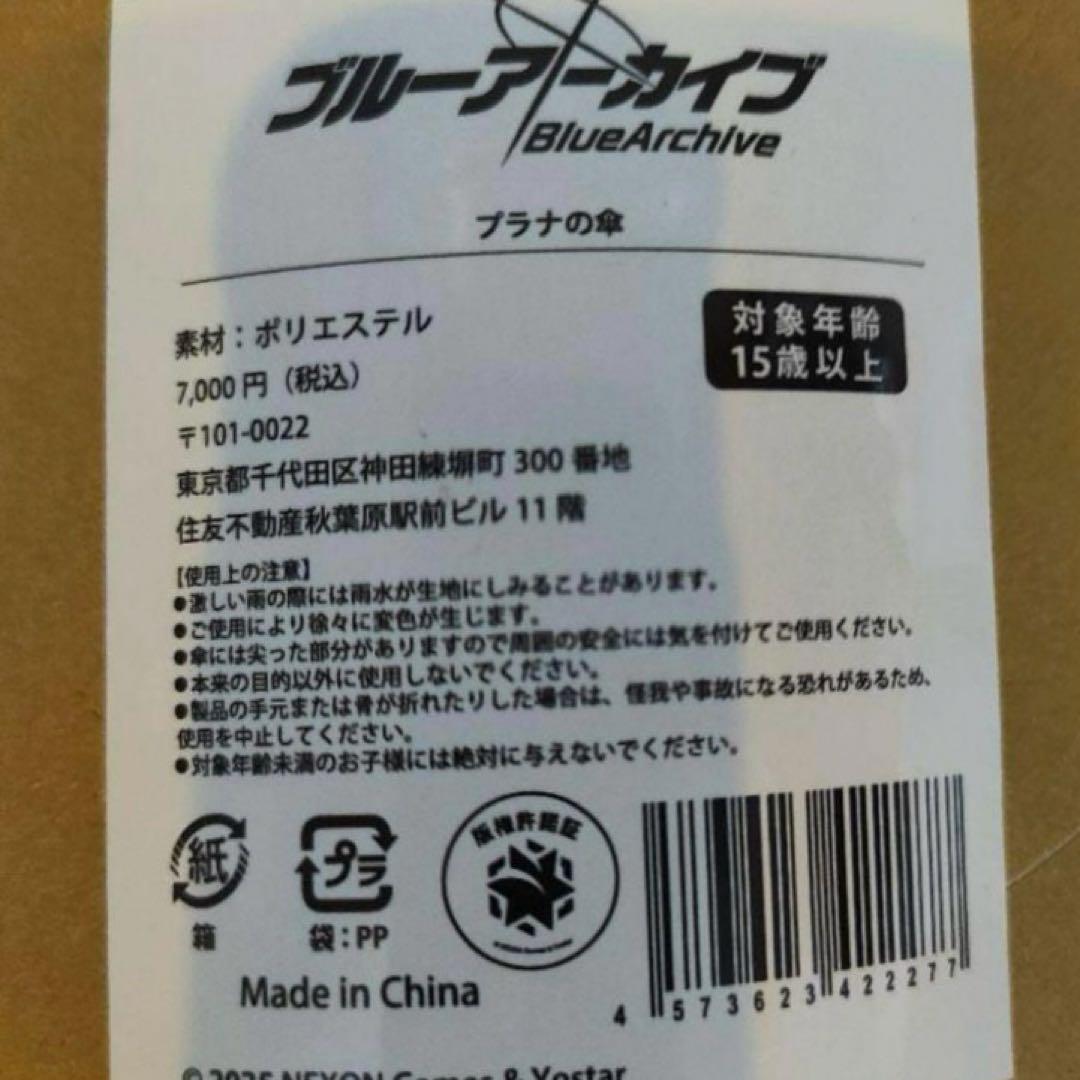 ブルーアーカイブ
BlueArchive
プラナの傘
素材：ポリエステル
対象年齢
15歳以上
7,000円（税込）
〒101-0022
東京都千代田区神田練塀町300番地
住友不動産秋葉原駅前ビル11階
【使用上の注意】
●激しい雨の際には雨水が生地にしみることがあります。
●ご使用により徐々に変色が生じます。
●傘には尖った部分がありますので周囲の安全には気を付けてご使用ください。
●本来の目的以外に使用しないでください。
●製品の手元または骨が折れたりした場合は、怪我や事故になる恐れがあるため、
使用を中止してください。
●対象年齢未満のお子様には絶対に与えないでください。
紙
箱
プラ
袋：PP
版権許諾証
Made in China
4 573623 422277
©2025 NEXON Games & Yostar